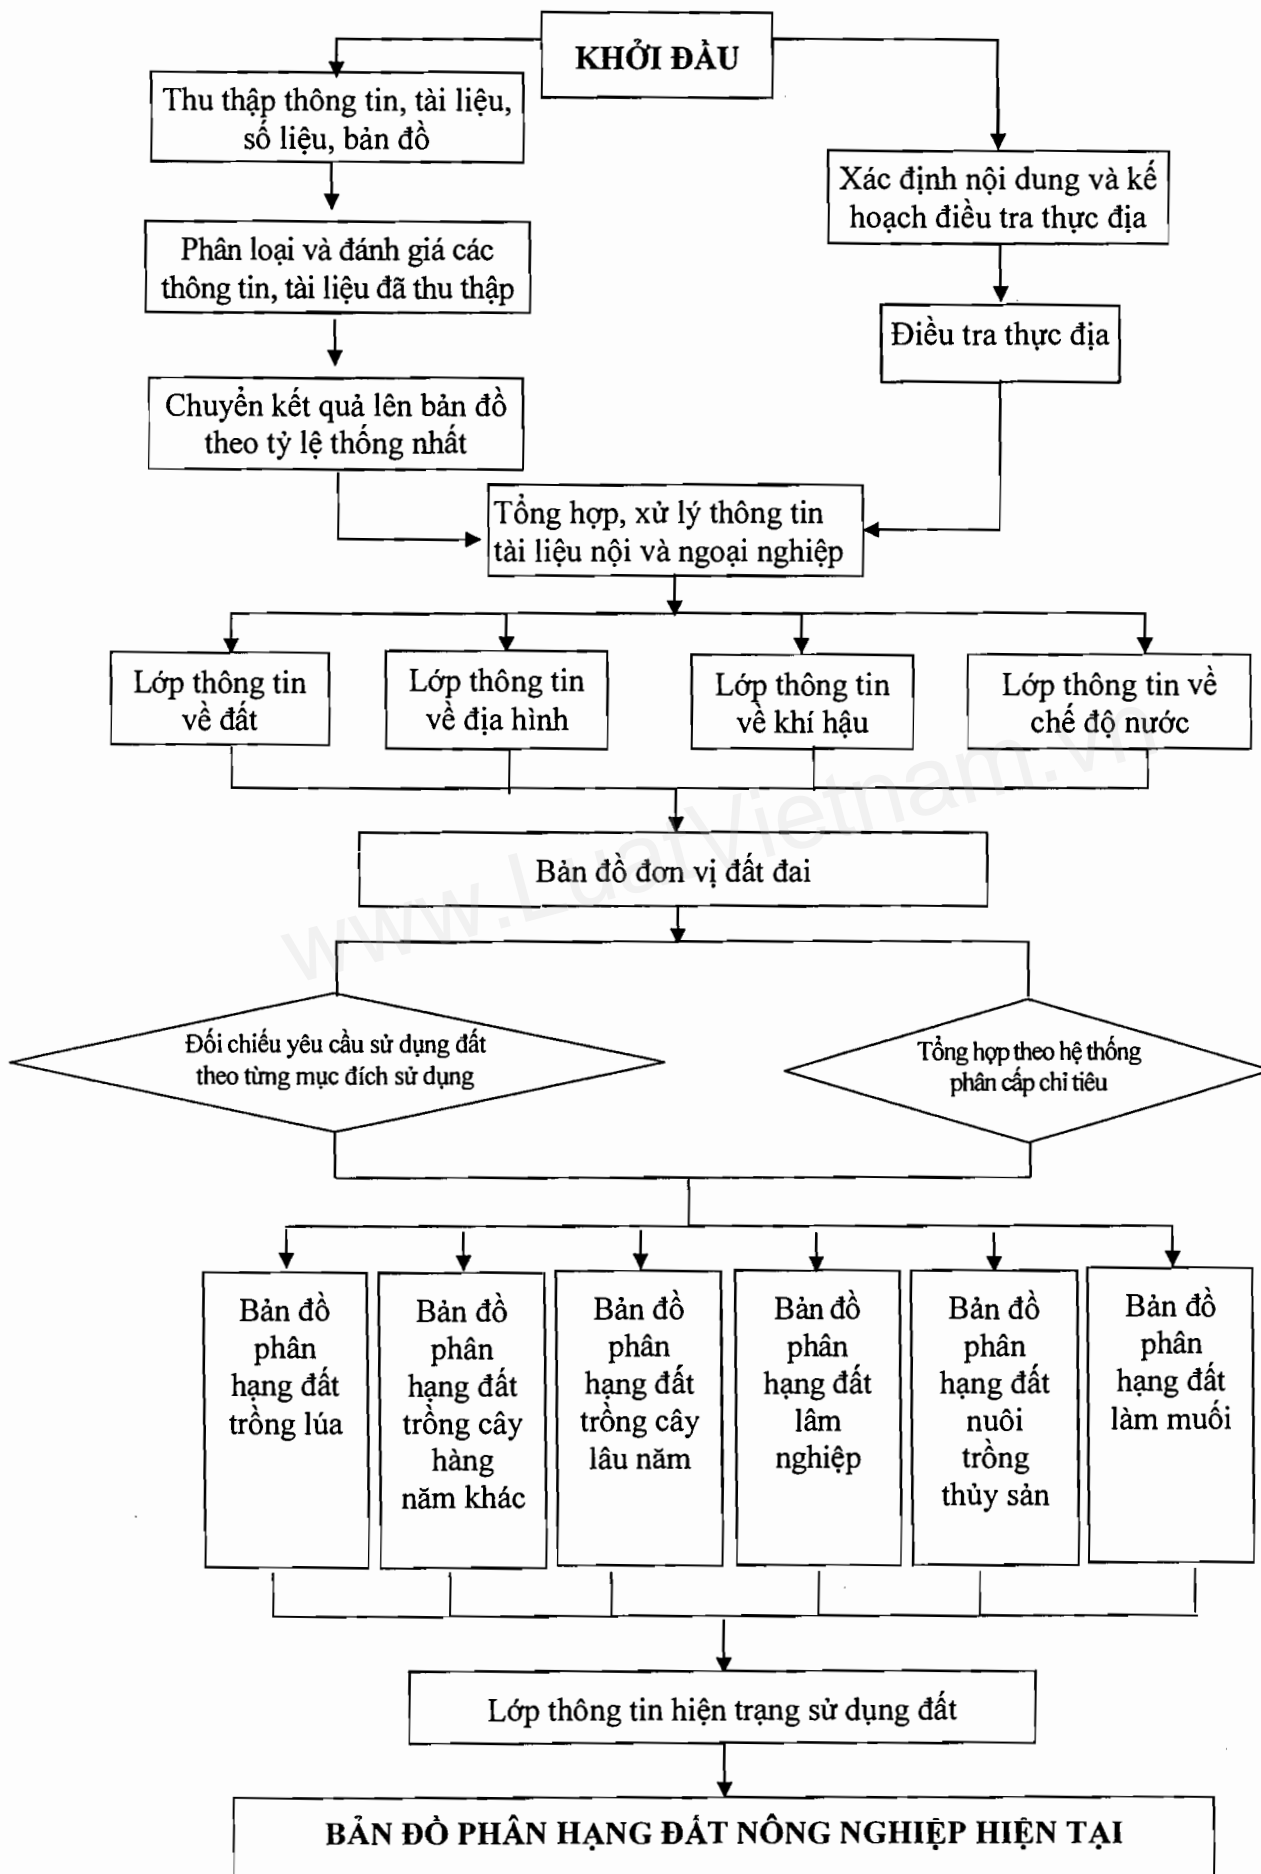 KHỞI ĐẦU
Thu thập thông tin, tài liệu,
số liệu, bản đồ
Xác định nội dung và kế
hoạch điều tra thực địa
Phân loại và đánh giá các
thông tin, tài liệu đã thu thập
Điều tra thực địa
Chuyển kết quả lên bản đồ
theo tỷ lệ thống nhất
Tổng hợp, xử lý thông tin
tài liệu nội và ngoại nghiệp
Lớp thông tin
về đất
Lớp thông tin
về địa hình
Lớp thông tin
về khí hậu
Lớp thông tin về
chế độ nước
www.LuatVietnam.vn
Bản đồ đơn vị đất đai
Đối chiếu yêu cầu sử dụng đất
theo từng mục đích sử dụng
Tổng hợp theo hệ thống
phân cấp chỉ tiêu
Bản đồ
phân
hạng đất
trồng lúa
Bản đồ
phân
hạng đất
trồng cây
hàng
năm khác
Bản đồ
phân
hạng đất
trồng cây
lâu năm
Bản đồ
phân
hạng đất
lâm
nghiệp
Bản đồ
phân
hạng đất
nuôi
trồng
thủy sản
Bản đồ
phân
hạng đất
làm muối
Lớp thông tin hiện trạng sử dụng đất
BẢN ĐỒ PHÂN HẠNG ĐẤT NÔNG NGHIỆP HIỆN TẠI